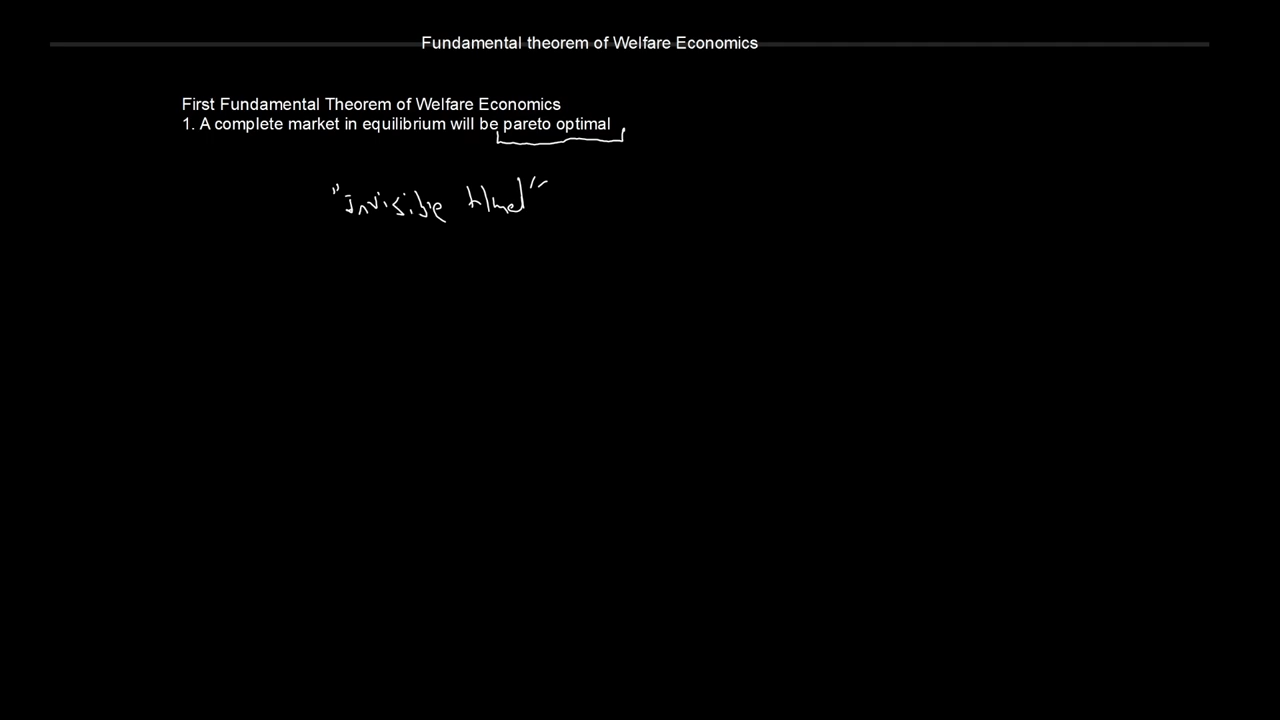 Fundamental theorem of Welfare Economics
First Fundamental Theorem of Welfare Economics
1. A complete market in equilibrium will be pareto optimal
"invisible Hand"